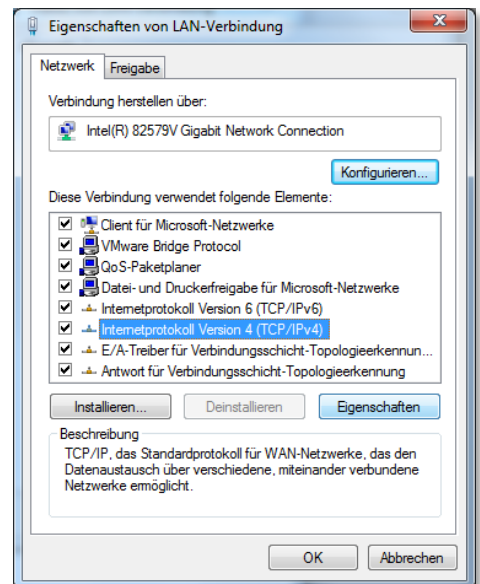 Eigenschaften von LAN-Verbindung
Netzwerk Freigabe
Verbindung herstellen über:
Intel(R) 82579V Gigabit Network Connection
Konfigurieren...
Diese Verbindung verwendet folgende Elemente:
Client für Microsoft-Netzwerke
VMware Bridge Protocol
QoS-Paketplaner
Datei- und Druckerfreigabe für Microsoft-Netzwerke
Internetprotokoll Version 6 (TCP/IPv6)
Internetprotokoll Version 4 (TCP/IPv4)
E/A-Treiber für Verbindungsschicht-Topologieerkennun...
Antwort für Verbindungsschicht-Topologieerkennung
Installieren... Deinstallieren Eigenschaften
Beschreibung
TCP/IP, das Standardprotokoll für WAN-Netzwerke, das den
Datenaustausch über verschiedene, miteinander verbundene
Netzwerke ermöglicht.
OK Abbrechen